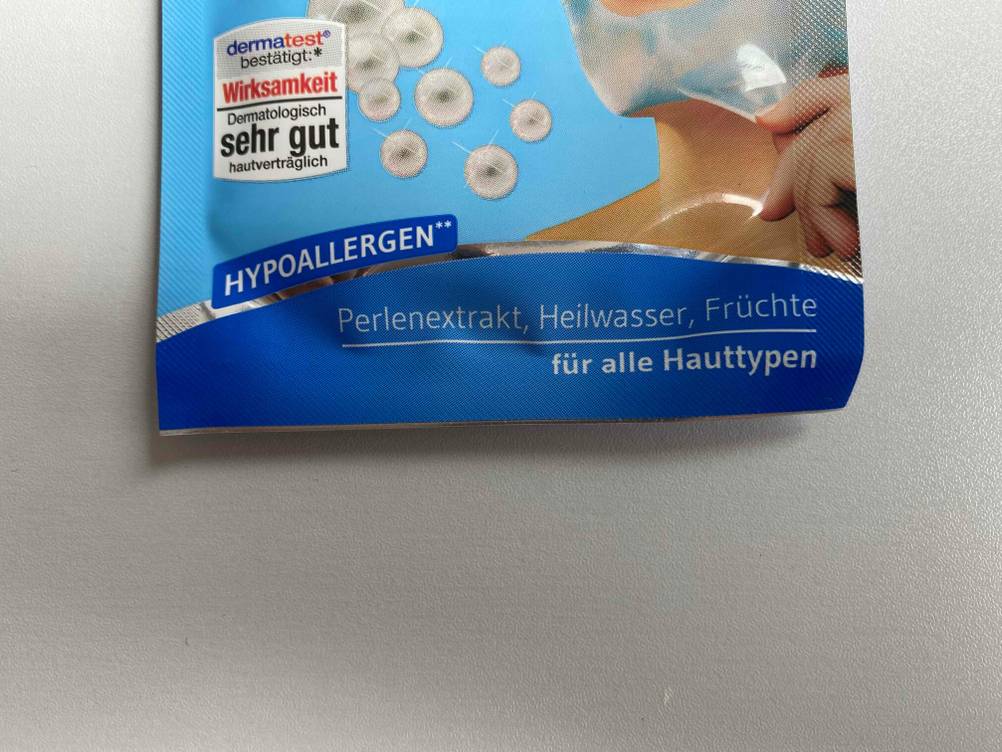 dermatest®
bestätigt:*
Wirksamkeit
Dermatologisch
sehr gut
hautverträglich
HYPOALLERGEN**
Perlenextrakt, Heilwasser, Früchte
für alle Hauttypen